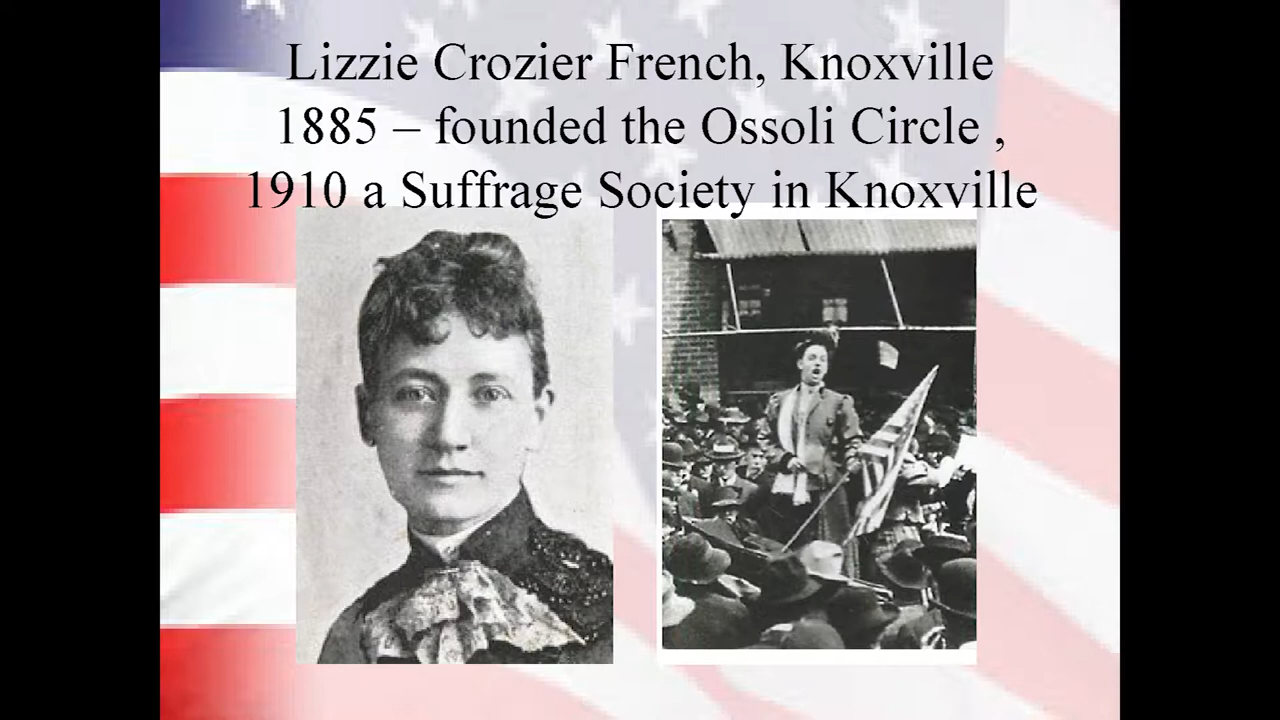 Lizzie Crozier French, Knoxville
1885 – founded the Ossoli Circle ,
1910 a Suffrage Society in Knoxville